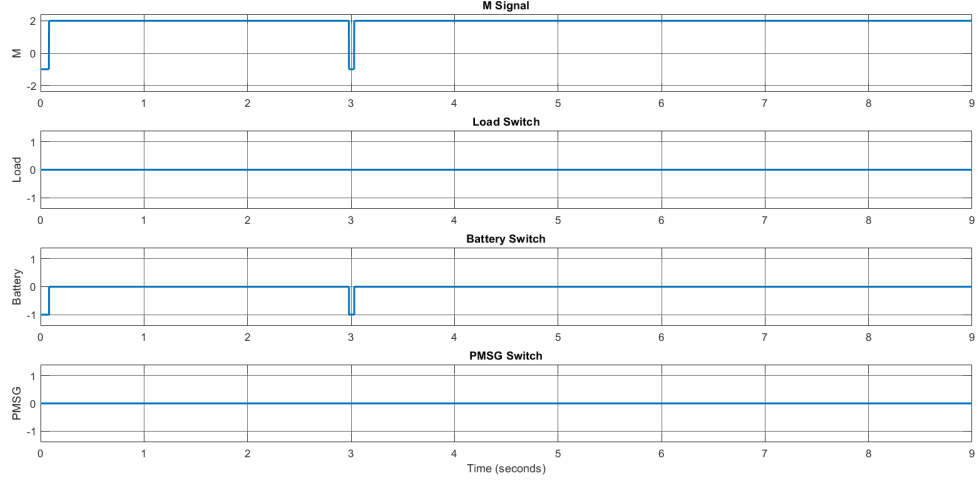 M Signal
2
0
-2
M
0 1 2 3 4 5 6 7 8 9
Load Switch
1
0
-1
Load
0 1 2 3 4 5 6 7 8 9
Battery Switch
1
0
-1
Battery
0 1 2 3 4 5 6 7 8 9
PMSG Switch
1
0
-1
PMSG
0 1 2 3 4 5 6 7 8 9
Time (seconds)